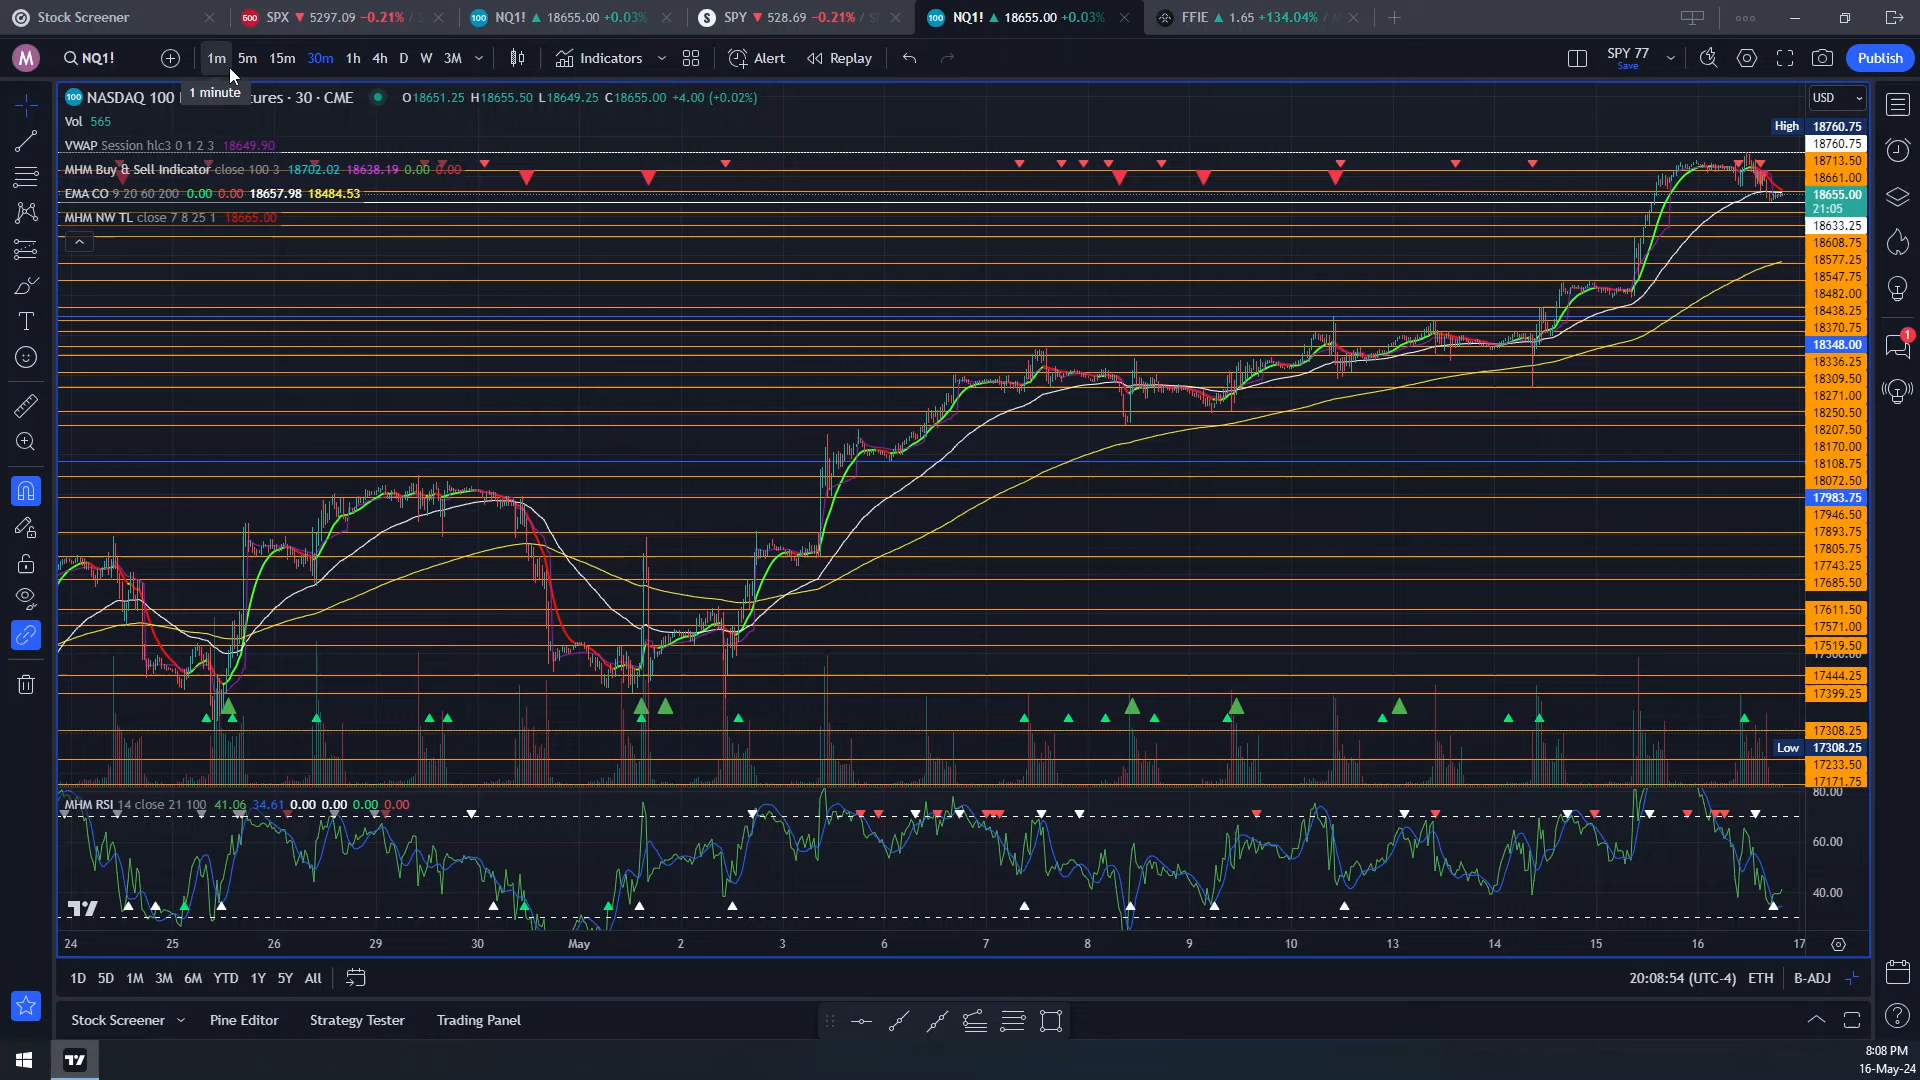 Stock Screener
500 SPX ▼ 5297.09 −0.21% /
100 NQ1! ▲ 18655.00 +0.03%
S SPY ▼ 528.69 −0.21% /
100 NQ1! ▲ 18655.00 +0.03%
FFIE ▲ 1.65 +134.04% /
M NQ1! 1m 5m 15m 30m 1h 4h D W 3M Indicators Alert Replay SPY 77 Publish
Save
1 minute
100 NASDAQ 100 tures · 30 · CME O18651.25 H18655.50 L18649.25 C18655.00 +4.00 (+0.02%)
USD
Vol 565
VWAP Session hlc3 0 1 2 3 18649.90
MHM Buy & Sell Indicator close 100 3 18702.02 18638.19 0.00 0.00
EMA CO 9 20 60 200 0.00 0.00 18657.98 18484.53
MHM NW TL close 7 8 25 1 18665.00
High 18760.75
18760.75
18713.50
18661.00
18655.00
21:05
18633.25
18608.75
18577.25
18547.75
18482.00
18438.25
18370.75
18348.00
18336.25
18309.50
18271.00
18250.50
18207.50
18170.00
18108.75
18072.50
17983.75
17946.50
17893.75
17805.75
17743.25
17685.50
17611.50
17571.00
17519.50
17444.25
17399.25
17308.25
Low 17308.25
17233.50
17171.75
80.00
MHM RSI 14 close 21 100 41.06 34.61 0.00 0.00 0.00 0.00
60.00
40.00
24 25 26 29 30 May 2 3 6 7 8 9 10 13 14 15 16 17
1D 5D 1M 3M 6M YTD 1Y 5Y All 20:08:54 (UTC-4) ETH B-ADJ
Stock Screener Pine Editor Strategy Tester Trading Panel
1
8:08 PM
16-May-24